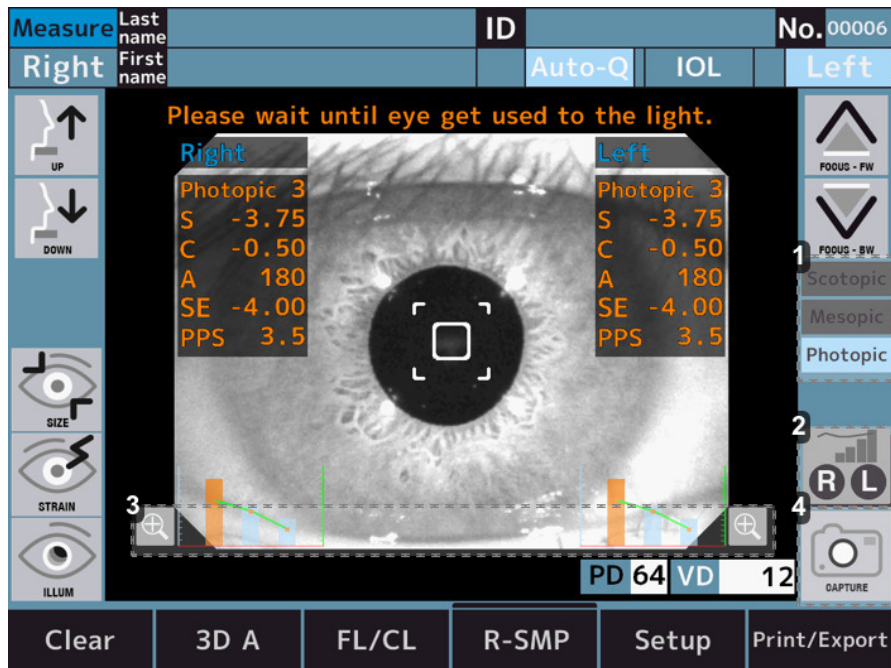 Measure Last name ID No. 00006
Right First name Auto-Q IOL Left
Please wait until eye get used to the light.
UP
DOWN
SIZE
STRAIN
ILLUM
Right
Photopic 3
S -3.75
C -0.50
A 180
SE -4.00
PPS 3.5
Left
Photopic 3
S -3.75
C -0.50
A 180
SE -4.00
PPS 3.5
FOCUS - FW
FOCUS - BW
1
Scotopic
Mesopic
Photopic
2
R L
3
4
CAPTURE
PD 64 VD 12
Clear 3D A FL/CL R-SMP Setup Print/Export